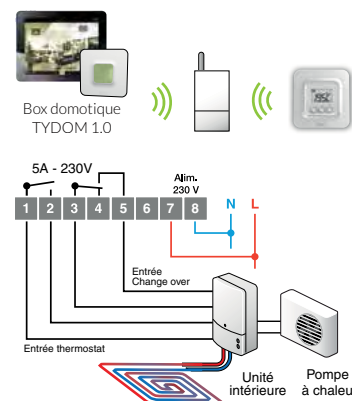 Box domotique
TYDOM 1.0
5A - 230V
Alim.
230 V
1 2 3 4 5 6 7 8
N L
Entrée
Change over
Entrée thermostat
Unité
intérieure
Pompe
à chaleu